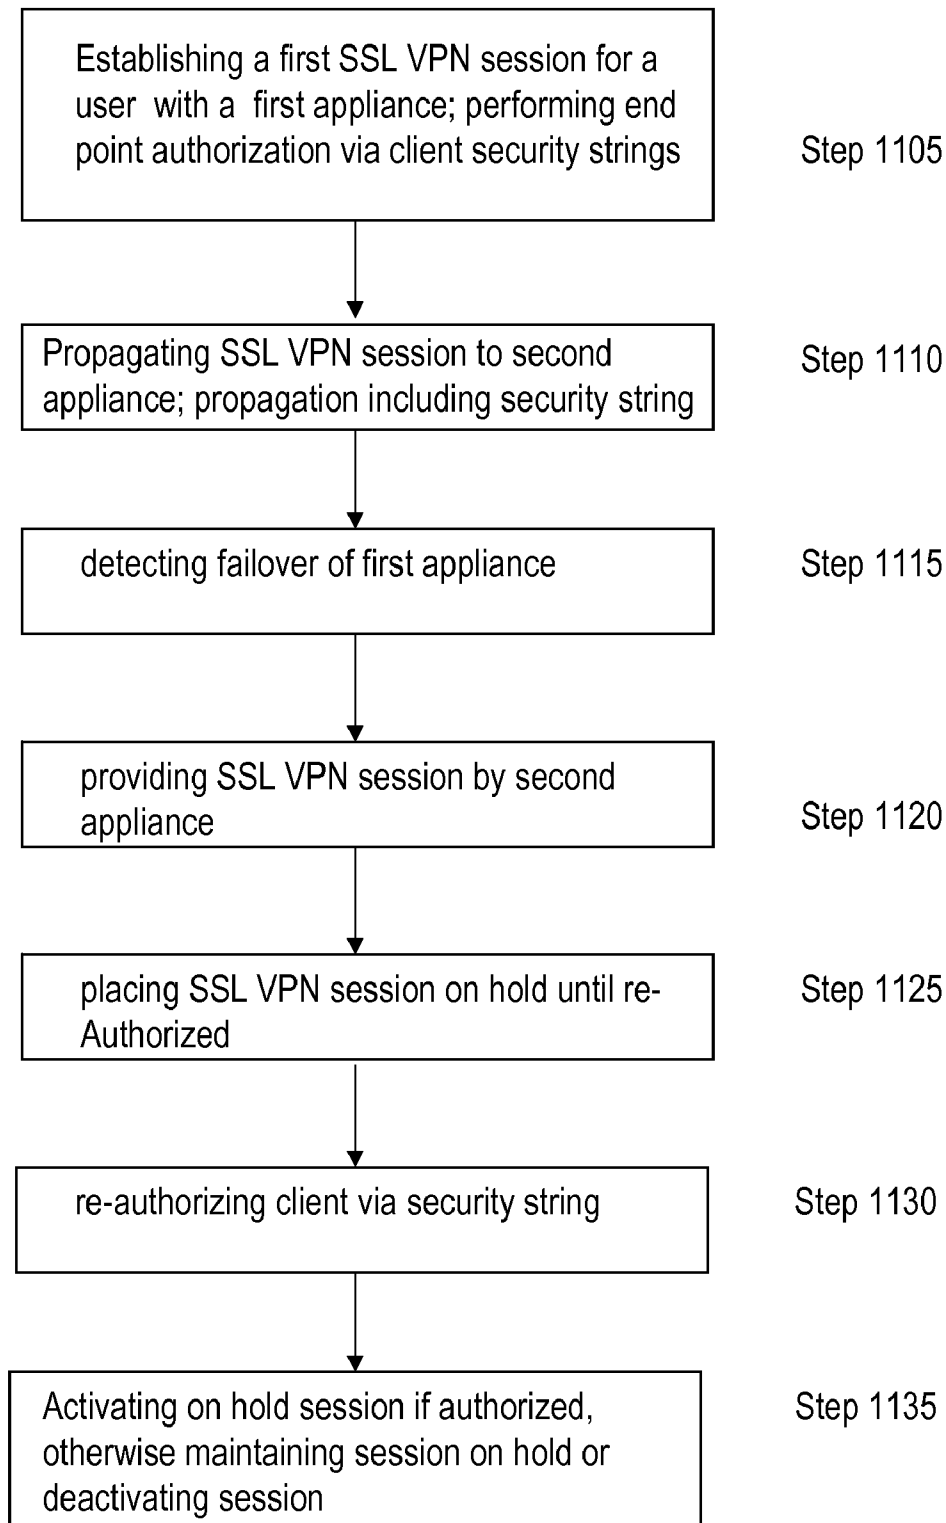 Establishing a first SSL VPN session for a
user with a first appliance; performing end
point authorization via client security strings
Step 1105
Propagating SSL VPN session to second
appliance; propagation including security string
Step 1110
detecting failover of first appliance
Step 1115
providing SSL VPN session by second
appliance
Step 1120
placing SSL VPN session on hold until re-
Authorized
Step 1125
re-authorizing client via security string
Step 1130
Activating on hold session if authorized,
otherwise maintaining session on hold or
deactivating session
Step 1135